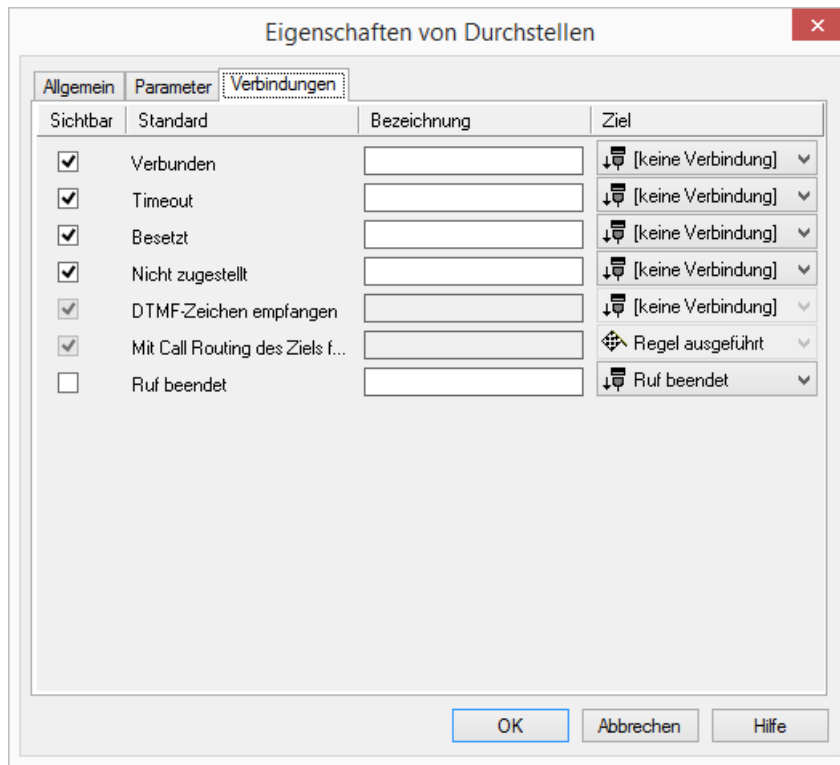 Eigenschaften von Durchstellen
Allgemein Parameter Verbindungen
Sichtbar Standard Bezeichnung Ziel
Verbunden [keine Verbindung]
Timeout [keine Verbindung]
Besetzt [keine Verbindung]
Nicht zugestellt [keine Verbindung]
DTMF-Zeichen empfangen [keine Verbindung]
Mit Call Routing des Ziels f... Regel ausgeführt
Ruf beendet Ruf beendet
OK Abbrechen Hilfe